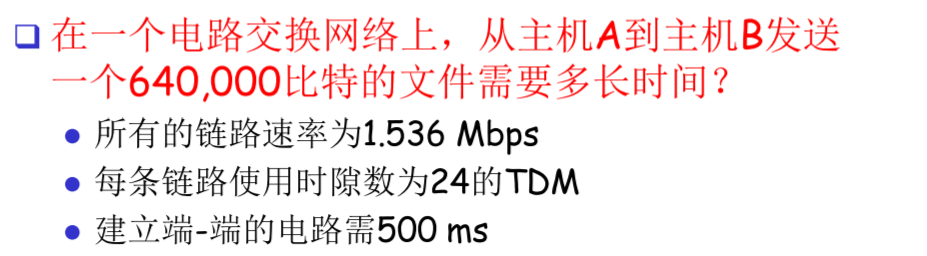 在一个电路交换网络上，从主机A到主机B发送
一个640,000比特的文件需要多长时间？
所有的链路速率为1.536 Mbps
每条链路使用时隙数为24的TDM
建立端-端的电路需500 ms